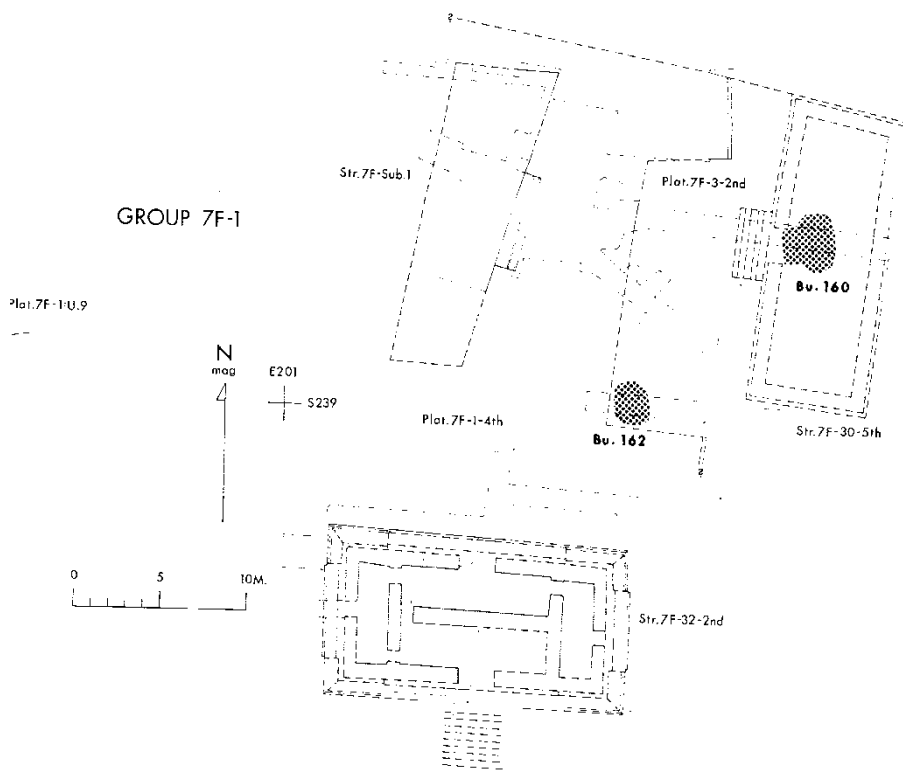 ?
Str.7F-Sub.1
Plat.7F-3-2nd
GROUP 7F-1
Bu. 160
Plat.7F-1:U.9
N
mag
E201
S239
Plat.7F-1-4th
Bu. 162
Str.7F-30-5th
?
0 5 10M.
Str.7F-32-2nd